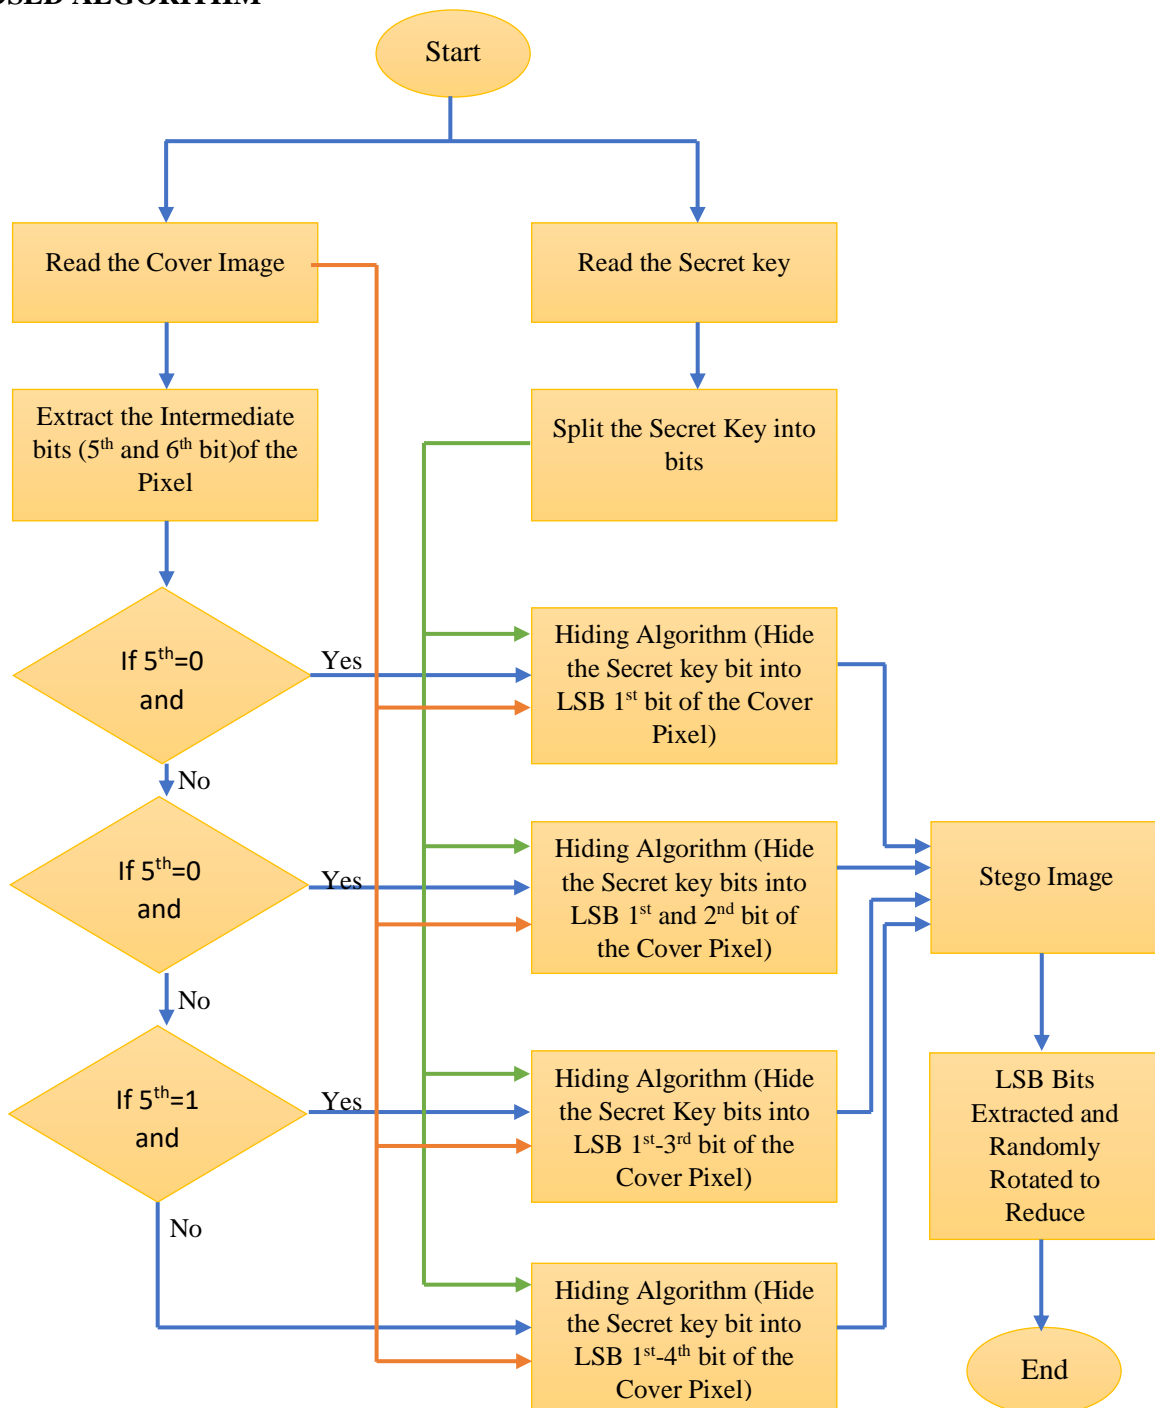 Start
Read the Cover Image
Read the Secret key
Extract the Intermediate
bits (5th and 6th bit)of the
Pixel
Split the Secret Key into
bits
If 5th=0
and
Yes
Hiding Algorithm (Hide
the Secret key bit into
LSB 1st bit of the Cover
Pixel)
No
If 5th=0
and
Yes
Hiding Algorithm (Hide
the Secret key bits into
LSB 1st and 2nd bit of
the Cover Pixel)
Stego Image
No
If 5th=1
and
Yes
Hiding Algorithm (Hide
the Secret Key bits into
LSB 1st-3rd bit of the
Cover Pixel)
LSB Bits
Extracted and
Randomly
Rotated to
Reduce
No
Hiding Algorithm (Hide
the Secret key bit into
LSB 1st-4th bit of the
Cover Pixel)
End